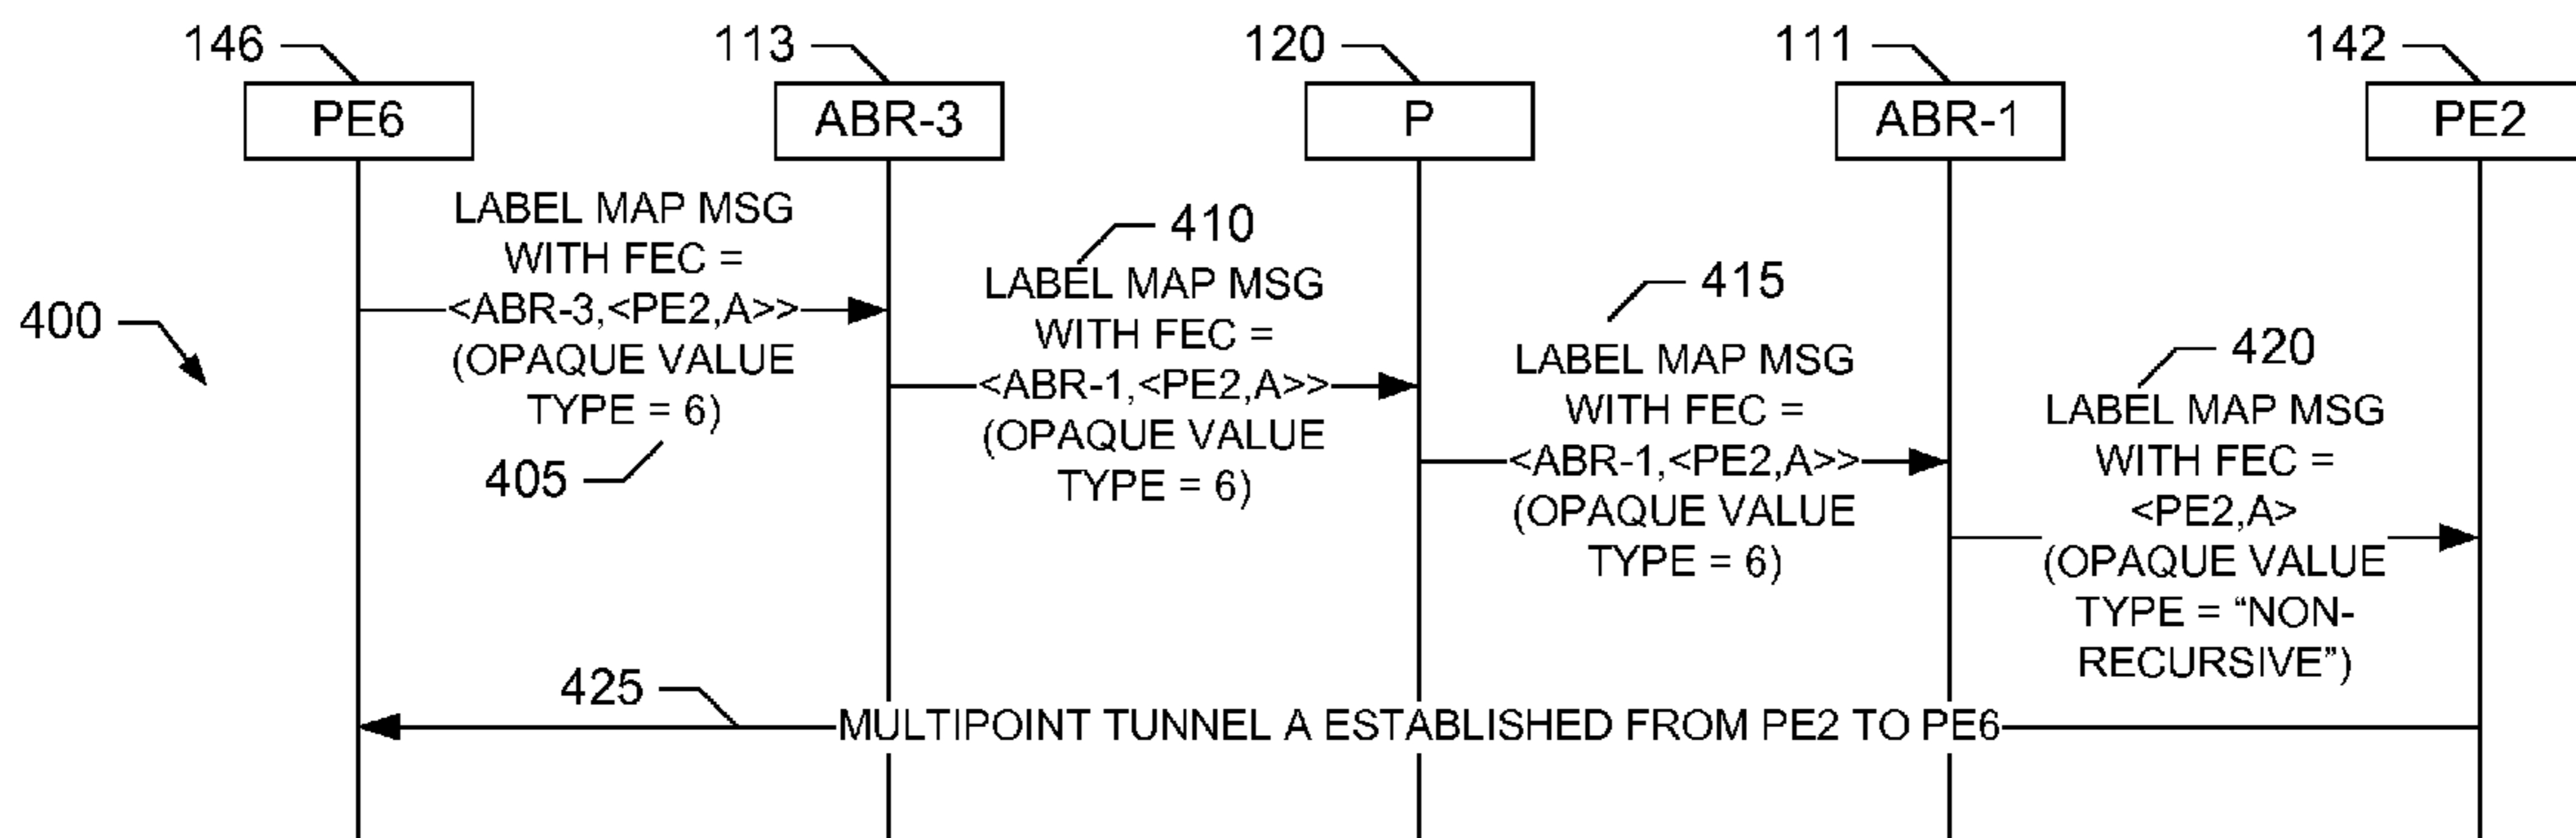 146
113
120
111
142
PE6
ABR-3
P
ABR-1
PE2
400
LABEL MAP MSG
WITH FEC =
<ABR-3,<PE2,A>>
(OPAQUE VALUE
TYPE = 6)
405
410
LABEL MAP MSG
WITH FEC =
<ABR-1,<PE2,A>>
(OPAQUE VALUE
TYPE = 6)
415
LABEL MAP MSG
WITH FEC =
<ABR-1,<PE2,A>>
(OPAQUE VALUE
TYPE = 6)
420
LABEL MAP MSG
WITH FEC =
<PE2,A>
(OPAQUE VALUE
TYPE = “NON-
RECURSIVE”)
425
MULTIPOINT TUNNEL A ESTABLISHED FROM PE2 TO PE6